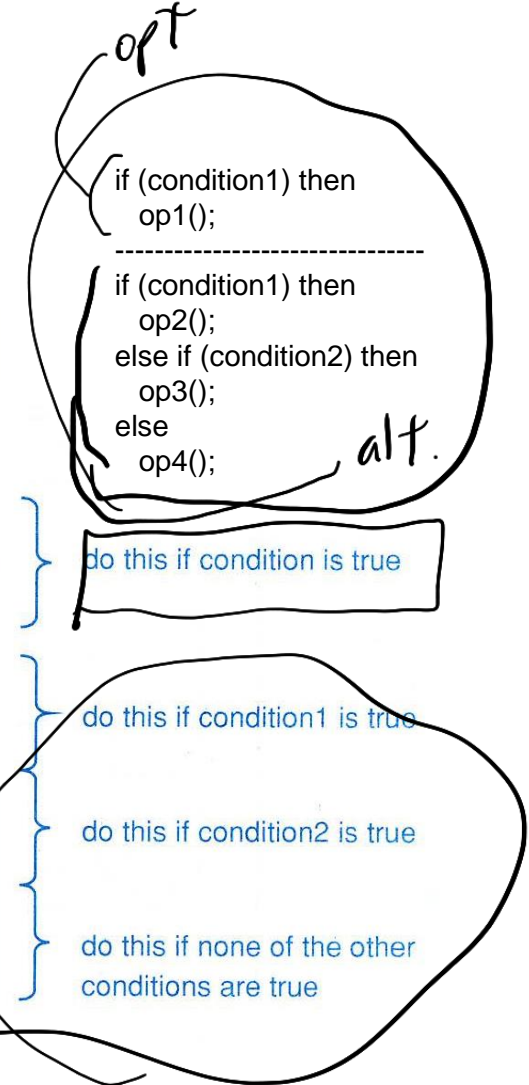 opt
if (condition1) then
op1();
--------------------------------
if (condition1) then
op2();
else if (condition2) then
op3();
else
op4();
alt.
do this if condition is true
do this if condition1 is true
do this if condition2 is true
do this if none of the other
conditions are true